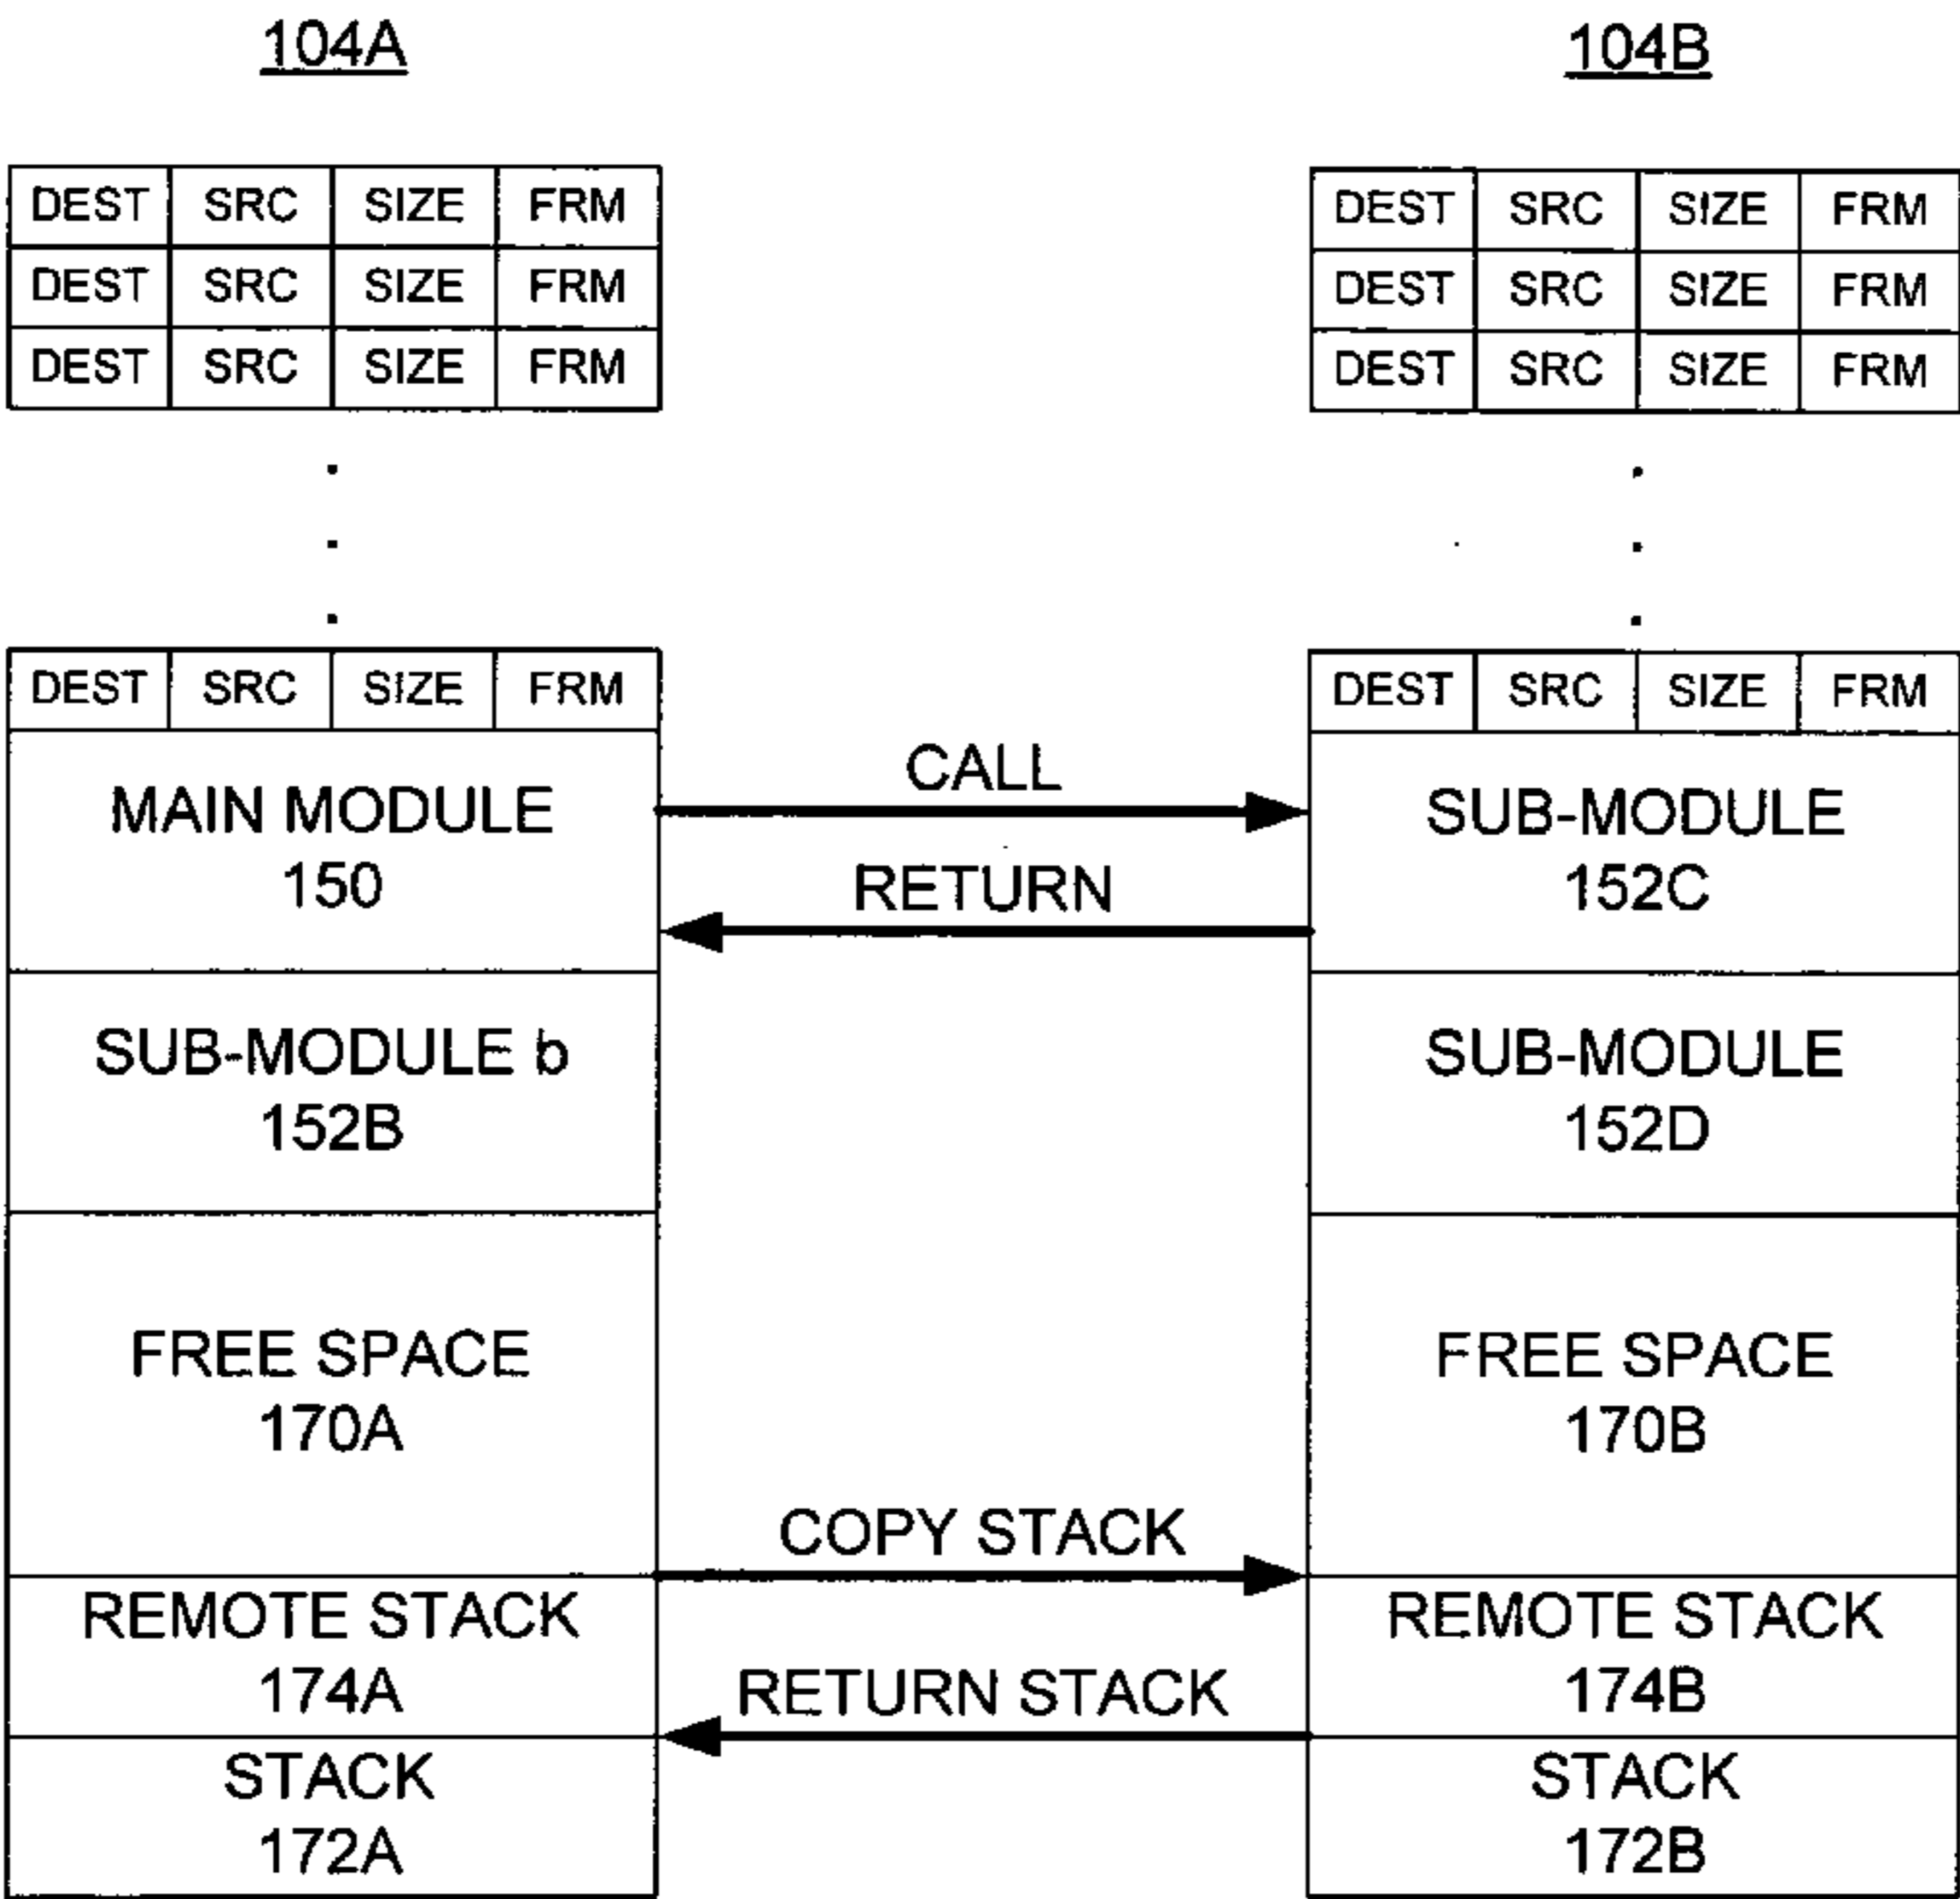 104A
104B
DEST SRC SIZE FRM
DEST SRC SIZE FRM
DEST SRC SIZE FRM
DEST SRC SIZE FRM
DEST SRC SIZE FRM
DEST SRC SIZE FRM
DEST SRC SIZE FRM
DEST SRC SIZE FRM
MAIN MODULE
150
CALL
RETURN
SUB-MODULE
152C
SUB-MODULE b
152B
SUB-MODULE
152D
FREE SPACE
170A
FREE SPACE
170B
COPY STACK
REMOTE STACK
174A
RETURN STACK
REMOTE STACK
174B
STACK
172A
STACK
172B